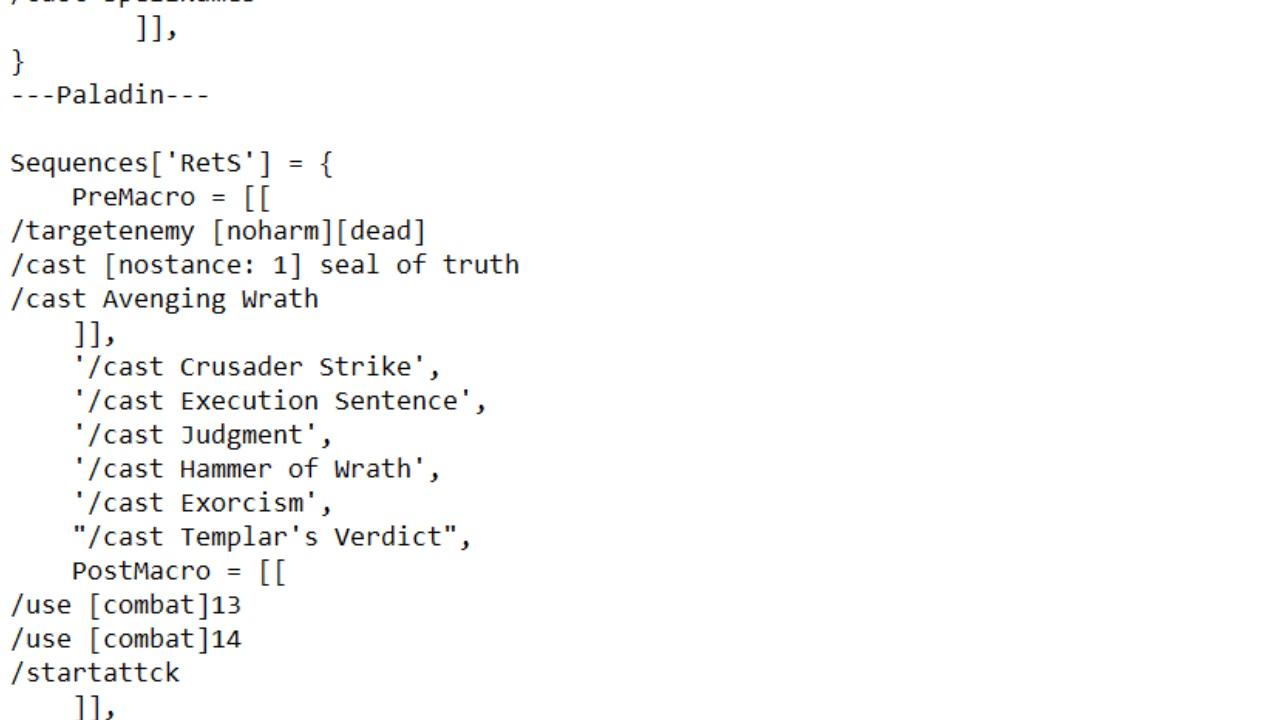 ]],
}
---Paladin---
Sequences['RetS'] = {
    PreMacro = [[
/targetenemy [noharm][dead]
/cast [nostance: 1] seal of truth
/cast Avenging Wrath
    ]],
    '/cast Crusader Strike',
    '/cast Execution Sentence',
    '/cast Judgment',
    '/cast Hammer of Wrath',
    '/cast Exorcism',
    "/cast Templar's Verdict",
    PostMacro = [[
/use [combat]13
/use [combat]14
/startattck
    ]],